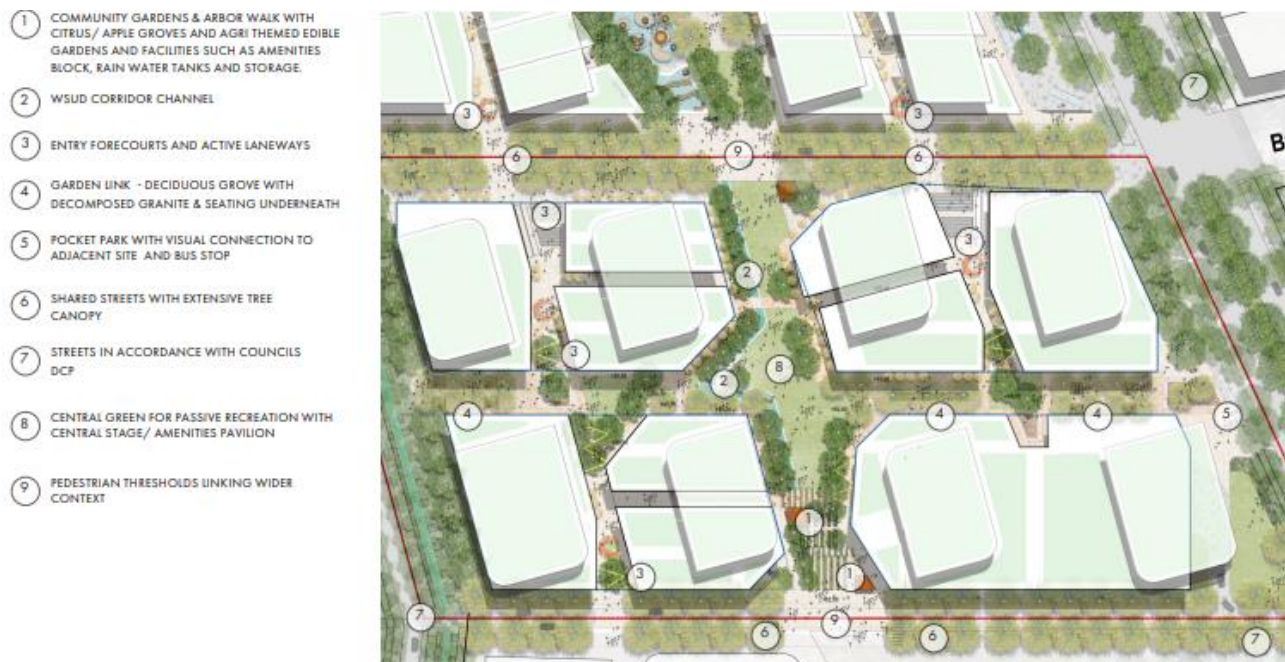 1 COMMUNITY GARDENS & ARBOR WALK WITH
CITRUS/ APPLE GROVES AND AGRI THEMED EDIBLE
GARDENS AND FACILITIES SUCH AS AMENITIES
BLOCK, RAIN WATER TANKS AND STORAGE.
2 WSUD CORRIDOR CHANNEL
3 ENTRY FORECOURTS AND ACTIVE LANEWAYS
4 GARDEN LINK - DECIDUOUS GROVE WITH
DECOMPOSED GRANITE & SEATING UNDERNEATH
5 POCKET PARK WITH VISUAL CONNECTION TO
ADJACENT SITE AND BUS STOP
6 SHARED STREETS WITH EXTENSIVE TREE
CANOPY
7 STREETS IN ACCORDANCE WITH COUNCILS
DCP
8 CENTRAL GREEN FOR PASSIVE RECREATION WITH
CENTRAL STAGE/ AMENITIES PAVILION
9 PEDESTRIAN THRESHOLDS LINKING WIDER
CONTEXT
7
3 3
B
6 9 6
3 3
2
3 8
2
4 4 4 5
1
3 1
7 9
6 6 7